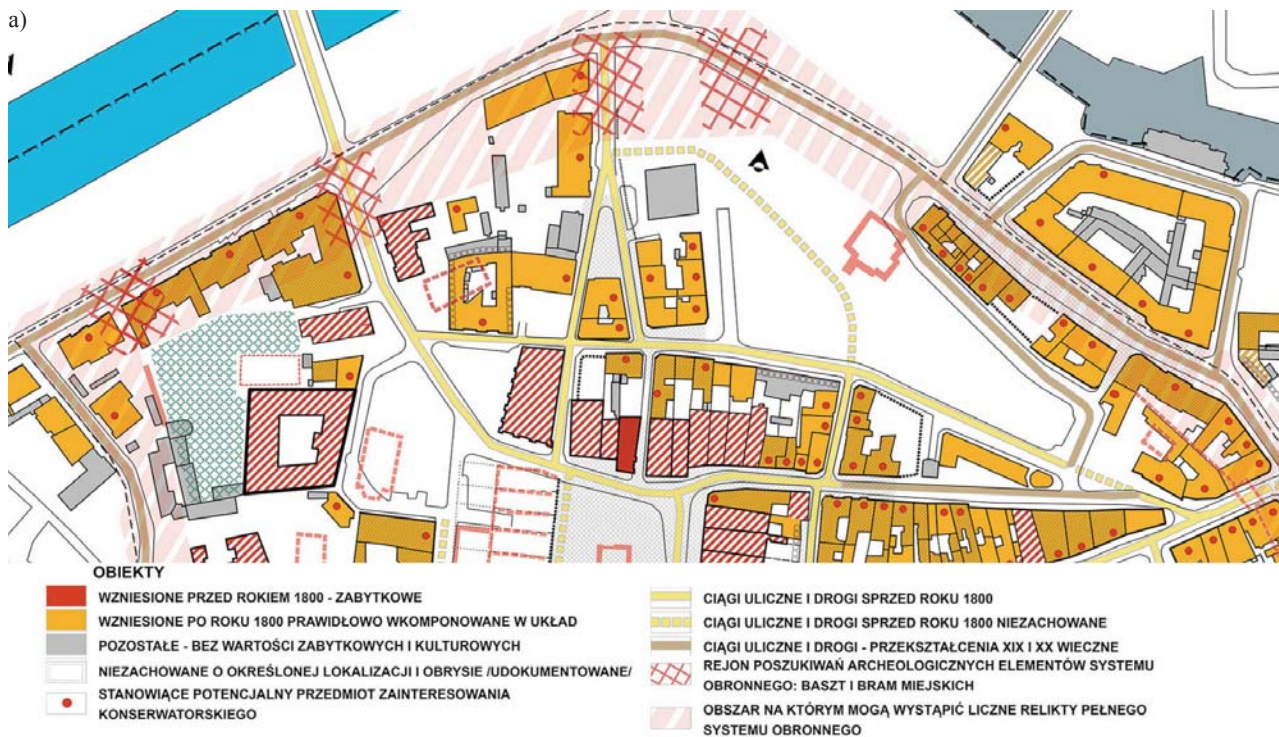 a)
OBIEKTY
WZNIESIONE PRZED ROKIEM 1800 - ZABYTKOWE
WZNIESIONE PO ROKU 1800 PRAWIDŁOWO WKOMPONOWANE W UKŁAD
POZOSTAŁE - BEZ WARTOŚCI ZABYTKOWYCH I KULTUROWYCH
NIEZACHOWANE O OKREŚLONEJ LOKALIZACJI I OBRYSIE /UDOKUMENTOWANE/
STANOWIĄCE POTENCJALNY PRZEDMIOT ZAINTERESOWANIA
KONSERWATORSKIEGO
CIĄGI ULICZNE I DROGI SPRZED ROKU 1800
CIĄGI ULICZNE I DROGI SPRZED ROKU 1800 NIEZACHOWANE
CIĄGI ULICZNE I DROGI - PRZEKSZTAŁCENIA XIX I XX WIECZNE
REJON POSZUKIWAŃ ARCHEOLOGICZNYCH ELEMENTÓW SYSTEMU
OBRONNEGO: BASZT I BRAM MIEJSKICH
OBSZAR NA KTÓRYM MOGĄ WYSTĄPIĆ LICZNE RELIKTY PEŁNEGO
SYSTEMU OBRONNEGO